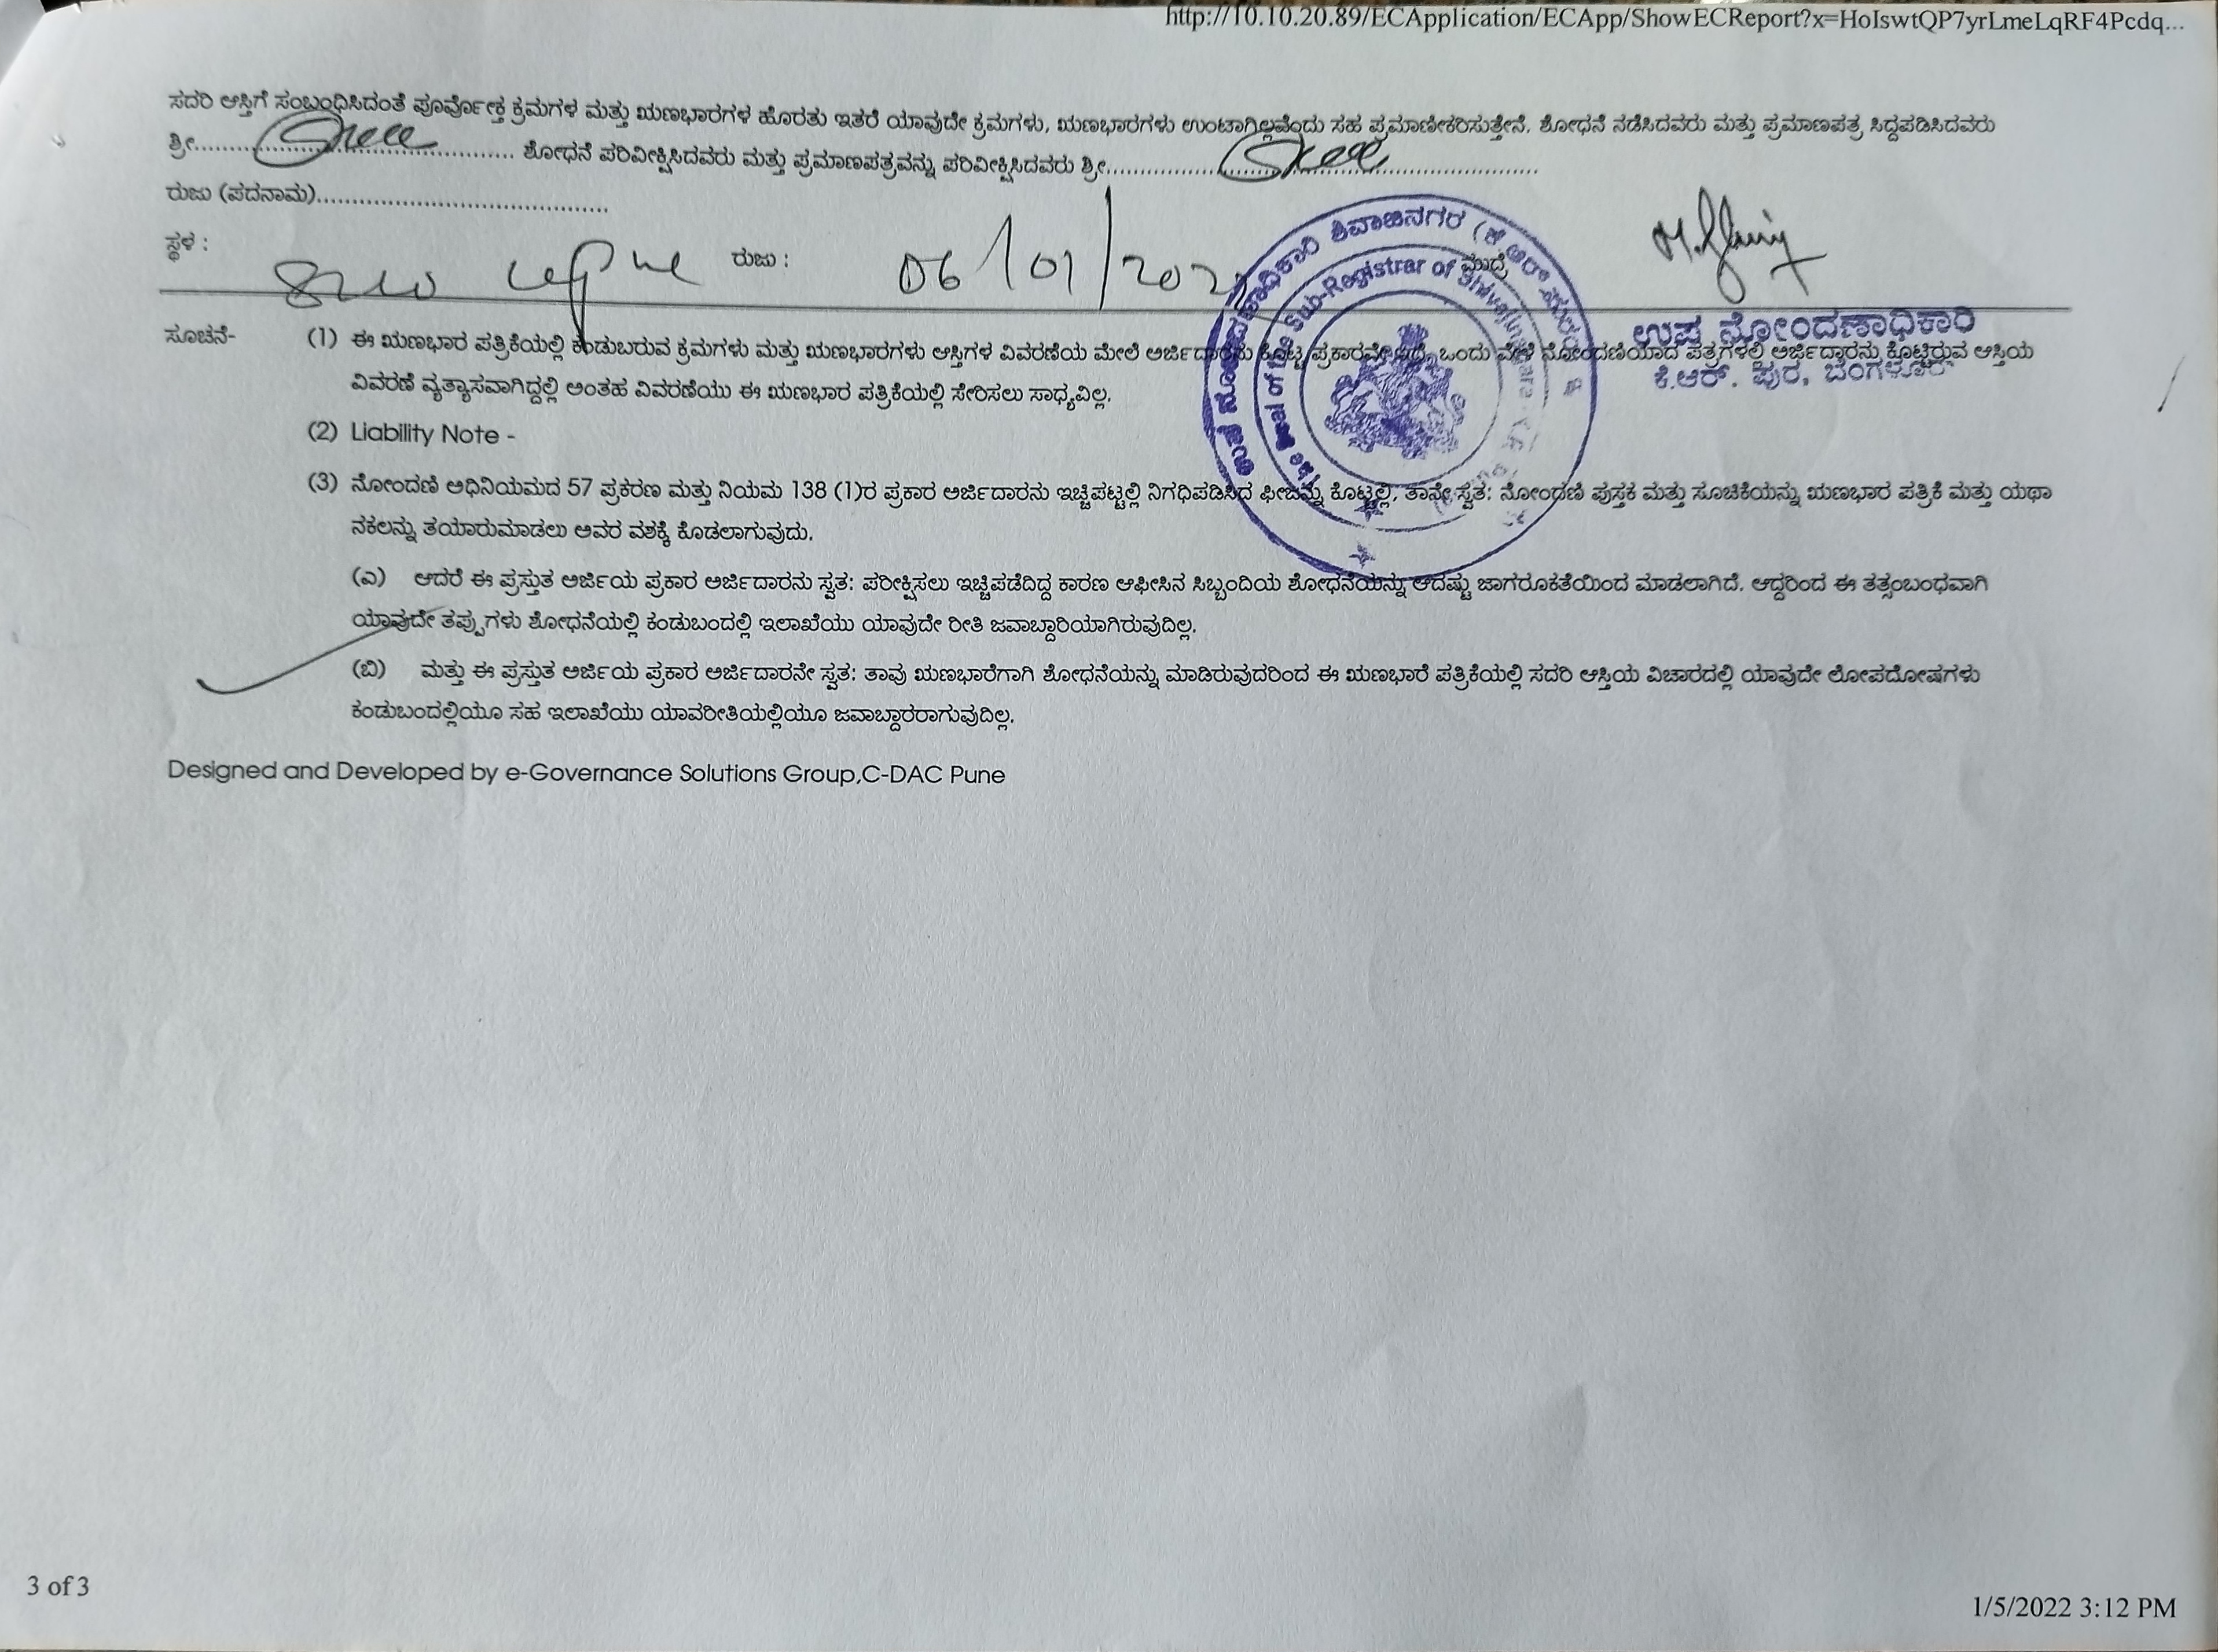 http://10.10.20.89/ECApplication/ECApp/ShowECReport?x=HoIswtQP7yrLmeLqRF4Pcdq...
ಸದರಿ ಆಸ್ತಿಗೆ ಸಂಬಂಧಿಸಿದಂತೆ ಪೂರ್ವೋಕ್ತ ಕ್ರಮಗಳ ಮತ್ತು ಋಣಭಾರಗಳ ಹೊರತು ಇತರೆ ಯಾವುದೇ ಕ್ರಮಗಳು, ಋಣಭಾರಗಳು ಉಂಟಾಗಿಲ್ಲವೆಂದು ಸಹ ಪ್ರಮಾಣೀಕರಿಸುತ್ತೇನೆ. ಶೋಧನೆ ನಡೆಸಿದವರು ಮತ್ತು ಪ್ರಮಾಣಪತ್ರ ಸಿದ್ದಪಡಿಸಿದವರು
ಶ್ರೀ.................................................. ಶೋಧನೆ ಪರಿವೀಕ್ಷಿಸಿದವರು ಮತ್ತು ಪ್ರಮಾಣಪತ್ರವನ್ನು ಪರಿವೀಕ್ಷಿಸಿದವರು ಶ್ರೀ..................................................
ರುಜು (ಪದನಾಮ)..........................................
ಸ್ಥಳ :
ರುಜು : 06/01/202
ಮುದ್ರೆ
ಉಪ ನೋಂದಣಾಧಿಕಾರಿ ಶಿವಾಜಿನಗರ (ಕೆ.ಆರ್ ಪುರ)
The Seal of the Sub-Registrar of Shivajinagara
ಉಪ ನೋಂದಣಾಧಿಕಾರಿ
ಕೆ.ಆರ್. ಪುರ, ಬೆಂಗಳೂರು
ಸೂಚನೆ- (1) ಈ ಋಣಭಾರ ಪತ್ರಿಕೆಯಲ್ಲಿ ಕಂಡುಬರುವ ಕ್ರಮಗಳು ಮತ್ತು ಋಣಭಾರಗಳು ಆಸ್ತಿಗಳ ವಿವರಣೆಯ ಮೇಲೆ ಅರ್ಜಿದಾರನು ಕೊಟ್ಟ ಪ್ರಕಾರವೇ ಇದೆ, ಒಂದು ವೇಳೆ ನೋಂದಣಿಯಾದ ಪತ್ರಗಳಲ್ಲಿ ಅರ್ಜಿದಾರನು ಕೊಟ್ಟಿರುವ ಆಸ್ತಿಯ
ವಿವರಣೆ ವ್ಯತ್ಯಾಸವಾಗಿದ್ದಲ್ಲಿ ಅಂತಹ ವಿವರಣೆಯು ಈ ಋಣಭಾರ ಪತ್ರಿಕೆಯಲ್ಲಿ ಸೇರಿಸಲು ಸಾಧ್ಯವಿಲ್ಲ.
(2) Liability Note -
(3) ನೋಂದಣಿ ಅಧಿನಿಯಮದ 57 ಪ್ರಕರಣ ಮತ್ತು ನಿಯಮ 138 (1)ರ ಪ್ರಕಾರ ಅರ್ಜಿದಾರನು ಇಚ್ಚಿಪಟ್ಟಲ್ಲಿ ನಿಗಧಿಪಡಿಸಿದ ಫೀಜನ್ನು ಕೊಟ್ಟಲ್ಲಿ, ತಾನೇ ಸ್ವತ: ನೋಂದಣಿ ಪುಸ್ತಕ ಮತ್ತು ಸೂಚಿಕೆಯನ್ನು ಋಣಭಾರ ಪತ್ರಿಕೆ ಮತ್ತು ಯಥಾ
ನಕಲನ್ನು ತಯಾರುಮಾಡಲು ಅವರ ವಶಕ್ಕೆ ಕೊಡಲಾಗುವುದು.
(ಎ) ಆದರೆ ಈ ಪ್ರಸ್ತುತ ಅರ್ಜಿಯ ಪ್ರಕಾರ ಅರ್ಜಿದಾರನು ಸ್ವತ: ಪರೀಕ್ಷಿಸಲು ಇಚ್ಚಿಪಡೆದಿದ್ದ ಕಾರಣ ಆಫೀಸಿನ ಸಿಬ್ಬಂದಿಯ ಶೋಧನೆಯನ್ನು ಆದಷ್ಟು ಜಾಗರೂಕತೆಯಿಂದ ಮಾಡಲಾಗಿದೆ. ಆದ್ದರಿಂದ ಈ ತತ್ಸಂಬಂಧವಾಗಿ
ಯಾವುದೇ ತಪ್ಪುಗಳು ಶೋಧನೆಯಲ್ಲಿ ಕಂಡುಬಂದಲ್ಲಿ ಇಲಾಖೆಯು ಯಾವುದೇ ರೀತಿ ಜವಾಬ್ದಾರಿಯಾಗಿರುವುದಿಲ್ಲ.
(ಬಿ) ಮತ್ತು ಈ ಪ್ರಸ್ತುತ ಅರ್ಜಿಯ ಪ್ರಕಾರ ಅರ್ಜಿದಾರನೇ ಸ್ವತ: ತಾವು ಋಣಭಾರೆಗಾಗಿ ಶೋಧನೆಯನ್ನು ಮಾಡಿರುವುದರಿಂದ ಈ ಋಣಭಾರೆ ಪತ್ರಿಕೆಯಲ್ಲಿ ಸದರಿ ಆಸ್ತಿಯ ವಿಚಾರದಲ್ಲಿ ಯಾವುದೇ ಲೋಪದೋಷಗಳು
ಕಂಡುಬಂದಲ್ಲಿಯೂ ಸಹ ಇಲಾಖೆಯು ಯಾವರೀತಿಯಲ್ಲಿಯೂ ಜವಾಬ್ದಾರರಾಗುವುದಿಲ್ಲ.
Designed and Developed by e-Governance Solutions Group,C-DAC Pune
3 of 3
1/5/2022 3:12 PM